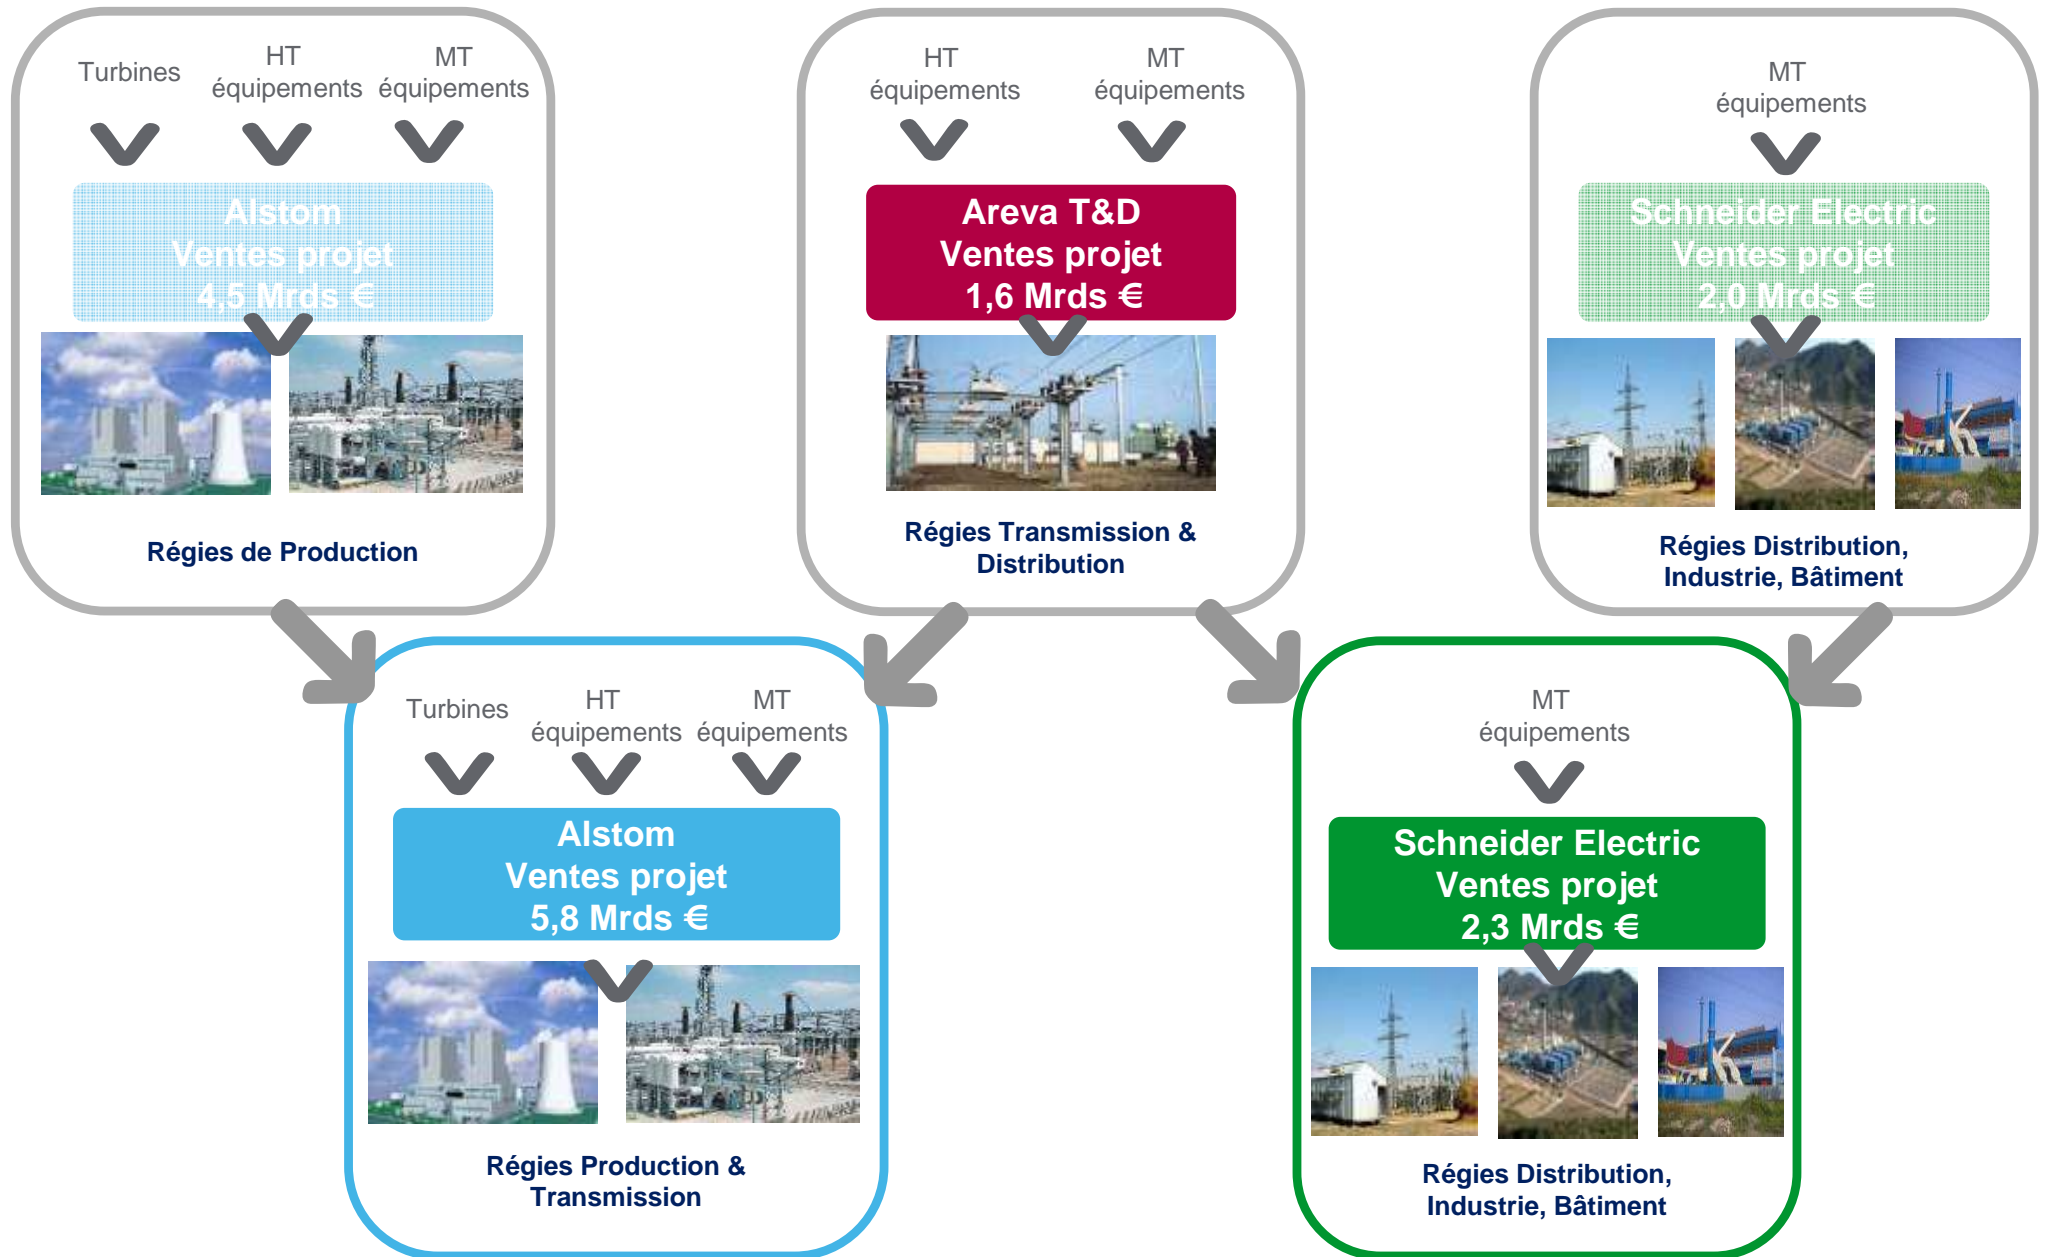 Turbines
HT
équipements
MT
équipements
Alstom
Ventes projet
4,5 Mrds €
Régies de Production
HT
équipements
MT
équipements
Areva T&D
Ventes projet
1,6 Mrds €
Régies Transmission &
Distribution
MT
équipements
Schneider Electric
Ventes projet
2,0 Mrds €
Régies Distribution,
Industrie, Bâtiment
Turbines
HT
équipements
MT
équipements
Alstom
Ventes projet
5,8 Mrds €
Régies Production &
Transmission
MT
équipements
Schneider Electric
Ventes projet
2,3 Mrds €
Régies Distribution,
Industrie, Bâtiment